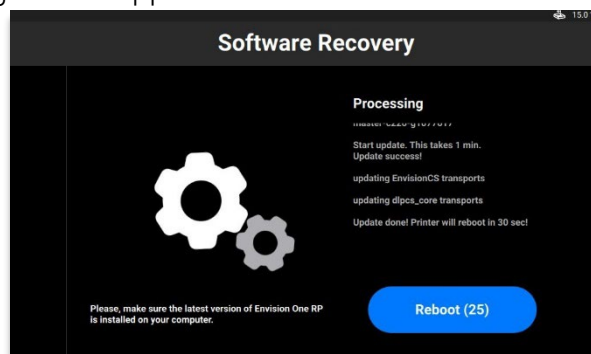 15.0
Software Recovery
Processing
Start update. This takes 1 min.
Update success!
updating EnvisionCS transports
updating dlpcs_core transports
Update done! Printer will reboot in 30 sec!
Please, make sure the latest version of Envision One RP
is installed on your computer.
Reboot (25)